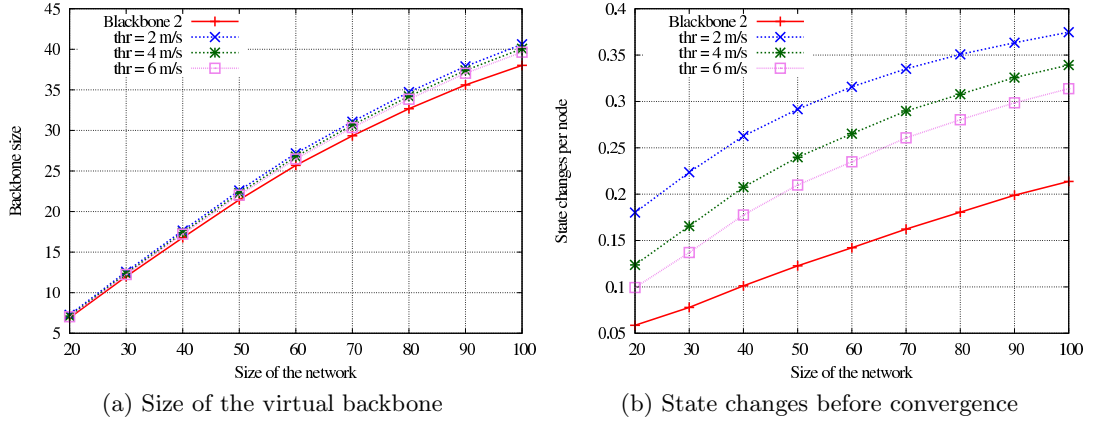 Blackbone 2
thr = 2 m/s
thr = 4 m/s
thr = 6 m/s
45
40
35
30
25
20
15
10
5
Backbone size
20 30 40 50 60 70 80 90 100
Size of the network
(a) Size of the virtual backbone
Blackbone 2
thr = 2 m/s
thr = 4 m/s
thr = 6 m/s
0.4
0.35
0.3
0.25
0.2
0.15
0.1
0.05
State changes per node
20 30 40 50 60 70 80 90 100
Size of the network
(b) State changes before convergence